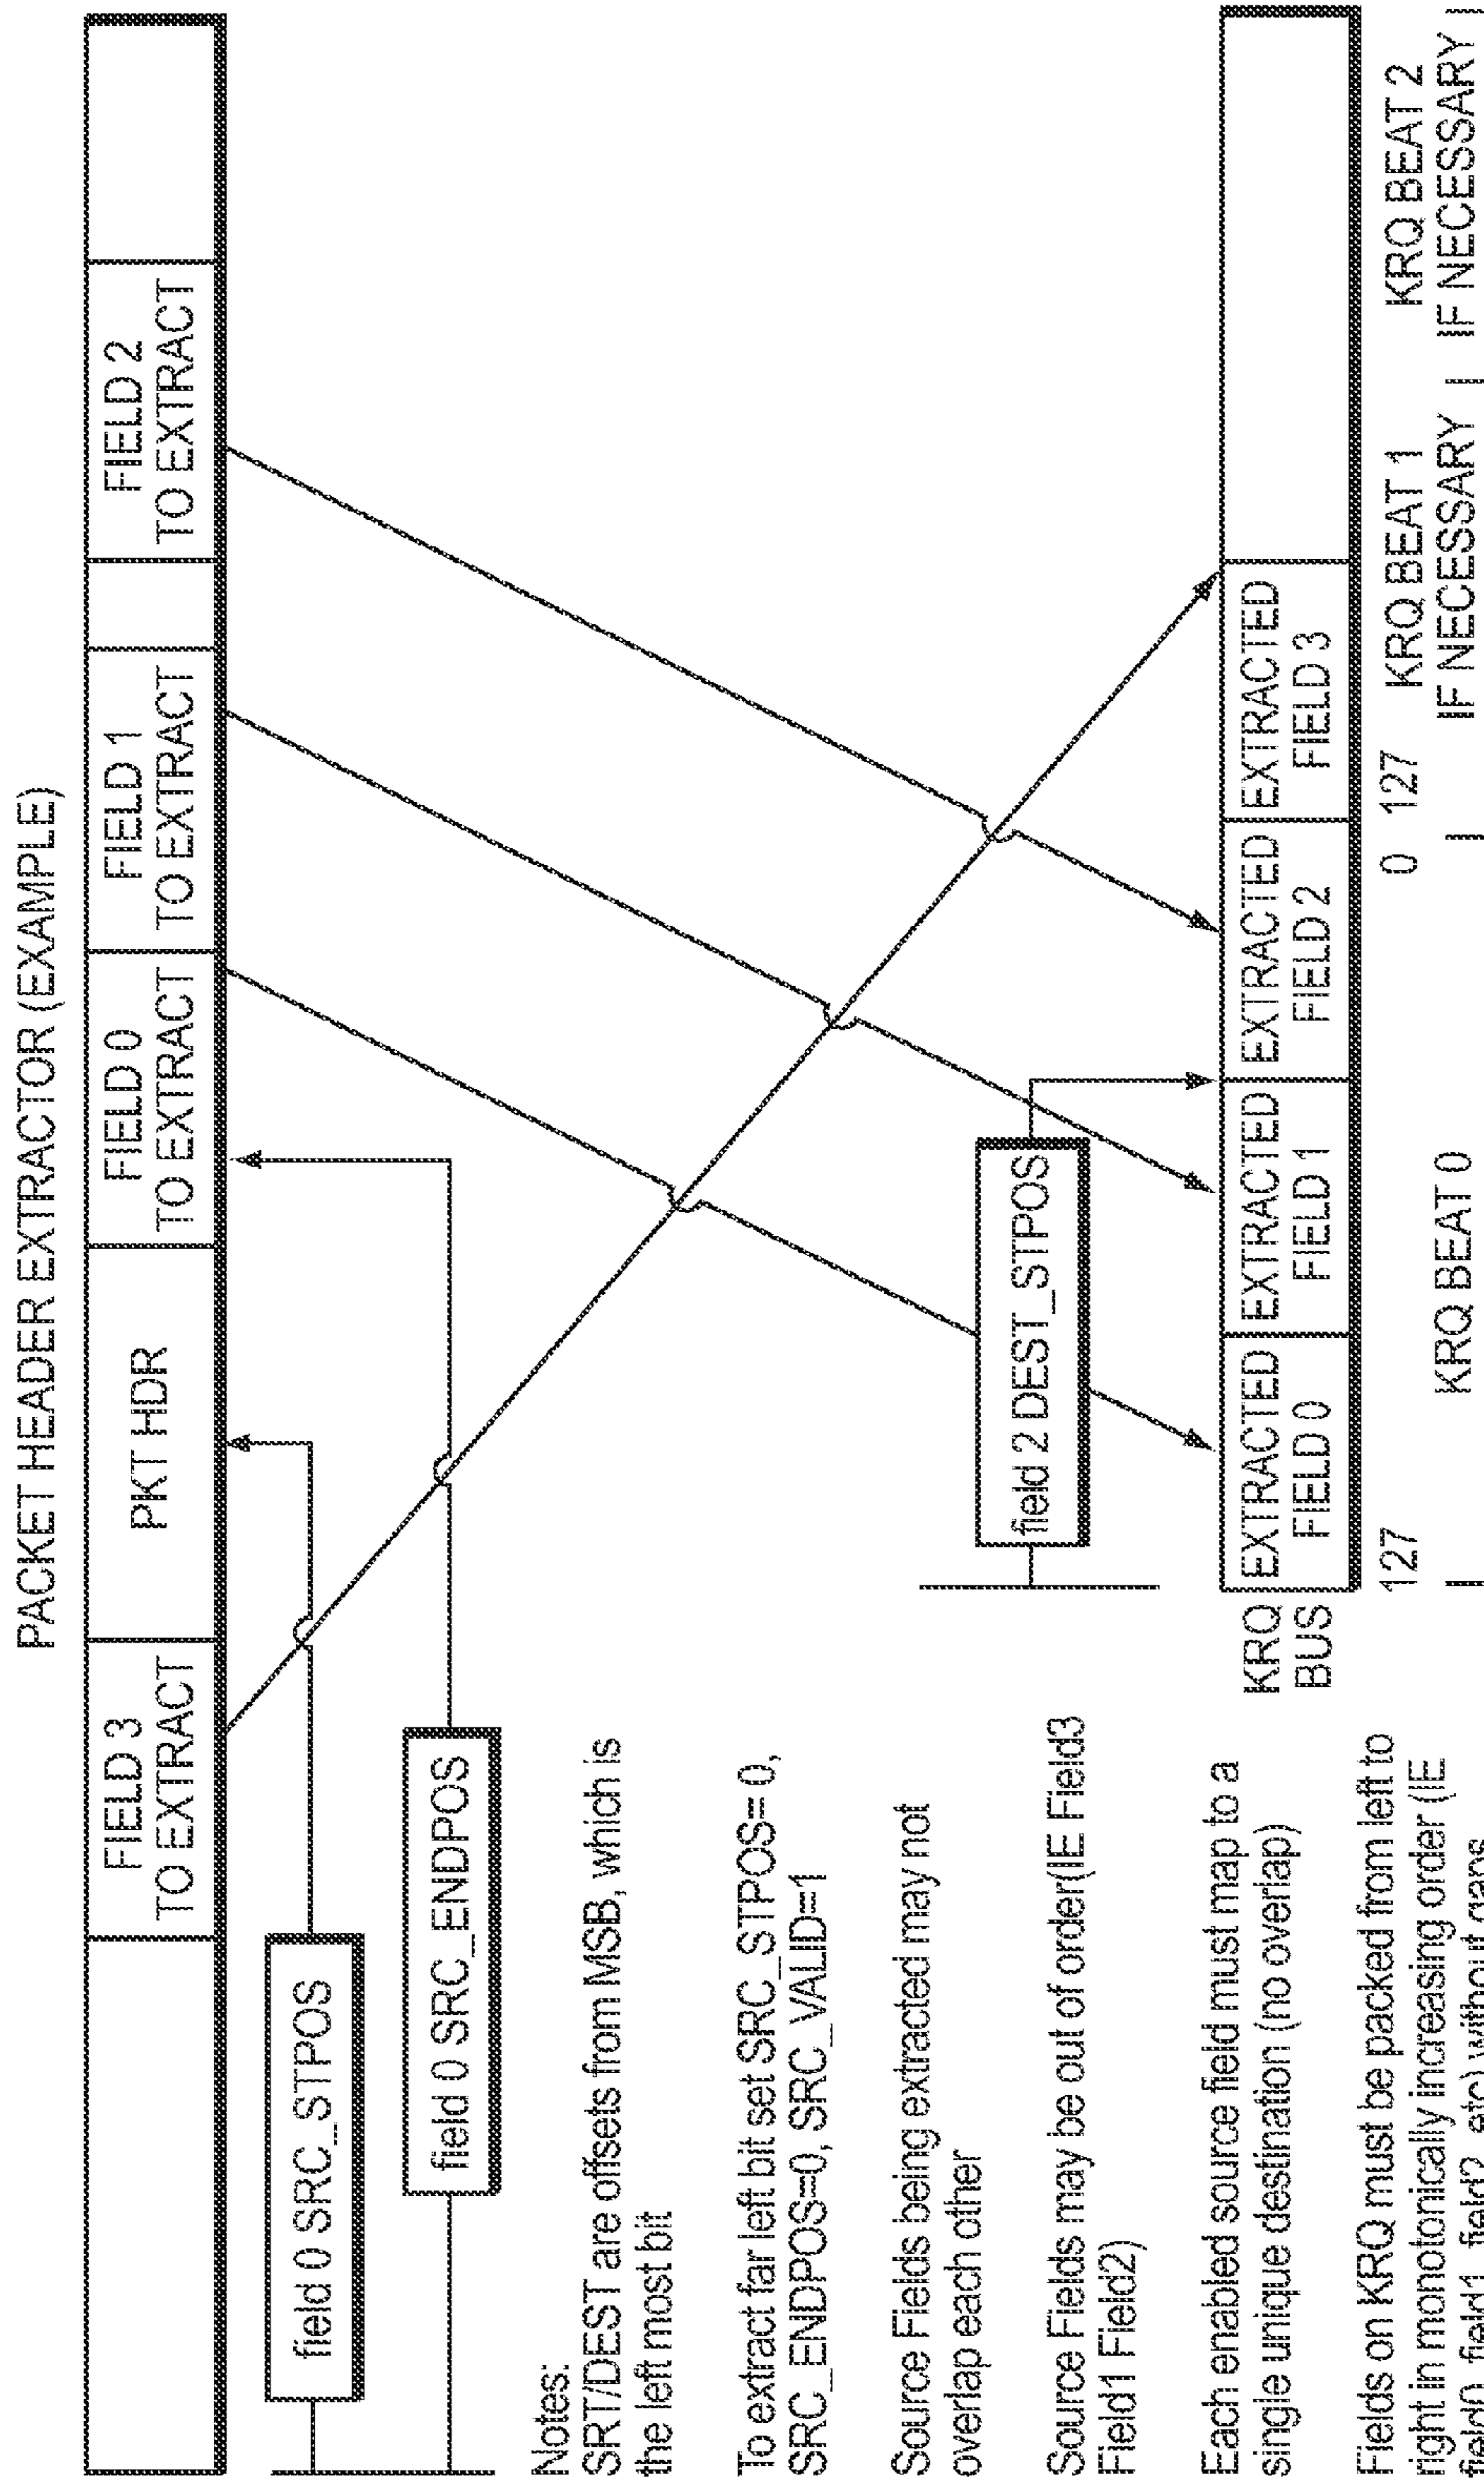 PACKET HEADER EXTRACTOR (EXAMPLE)
FIELD 3
TO EXTRACT
PKT HDR
FIELD 0
TO EXTRACT
FIELD 1
TO EXTRACT
FIELD 2
TO EXTRACT
field 0 SRC_STPOS
field 0 SRC_ENDPOS
Notes:
SRT/DEST are offsets from MSB, which is
the left most bit
To extract far left bit set SRC_STPOS= 0,
SRC_ENDPOS=0, SRC_VALID=1
Source Fields being extracted may not
overlap each other
Source Fields may be out of order(IE Field3
Field1 Field2)
Each enabled source field must map to a
single unique destination (no overlap)
Fields on KRQ must be packed from left to
right in monotonically increasing order (IE
field0, field1, field2, etc) without gaps
field 2 DEST_STPOS
KRQ
BUS
EXTRACTED
FIELD 0
EXTRACTED
FIELD 1
EXTRACTED
FIELD 2
EXTRACTED
FIELD 3
127
0
127
KRQ BEAT 0
KRQ BEAT 1
IF NECESSARY
KRQ BEAT 2
IF NECESSARY